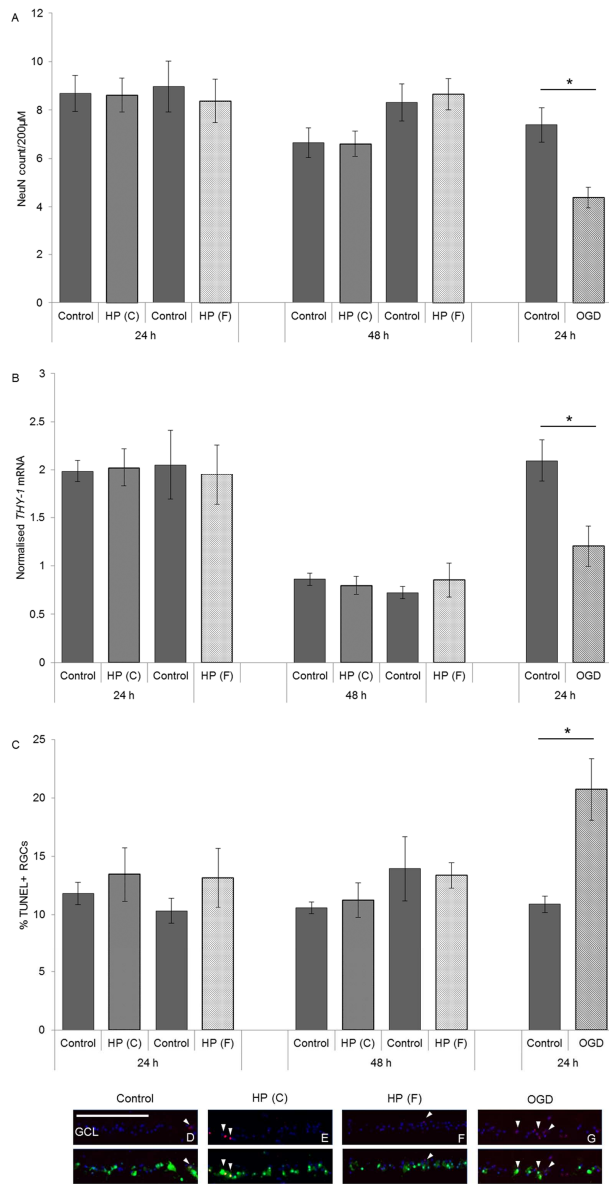 A
12
10
8
6
4
2
0
NeuN count/200µM
*
Control HP (C) Control HP (F) Control HP (C) Control HP (F) Control OGD
24 h 48 h 24 h
B
2.5
2
1.5
1
0.5
0
Normalised THY-1 mRNA
*
Control HP (C) Control HP (F) Control HP (C) Control HP (F) Control OGD
24 h 48 h 24 h
C
25
20
15
10
5
0
% TUNEL+ RGCs
*
Control HP (C) Control HP (F) Control HP (C) Control HP (F) Control OGD
24 h 48 h 24 h
Control HP (C) HP (F) OGD
GCL D E F G